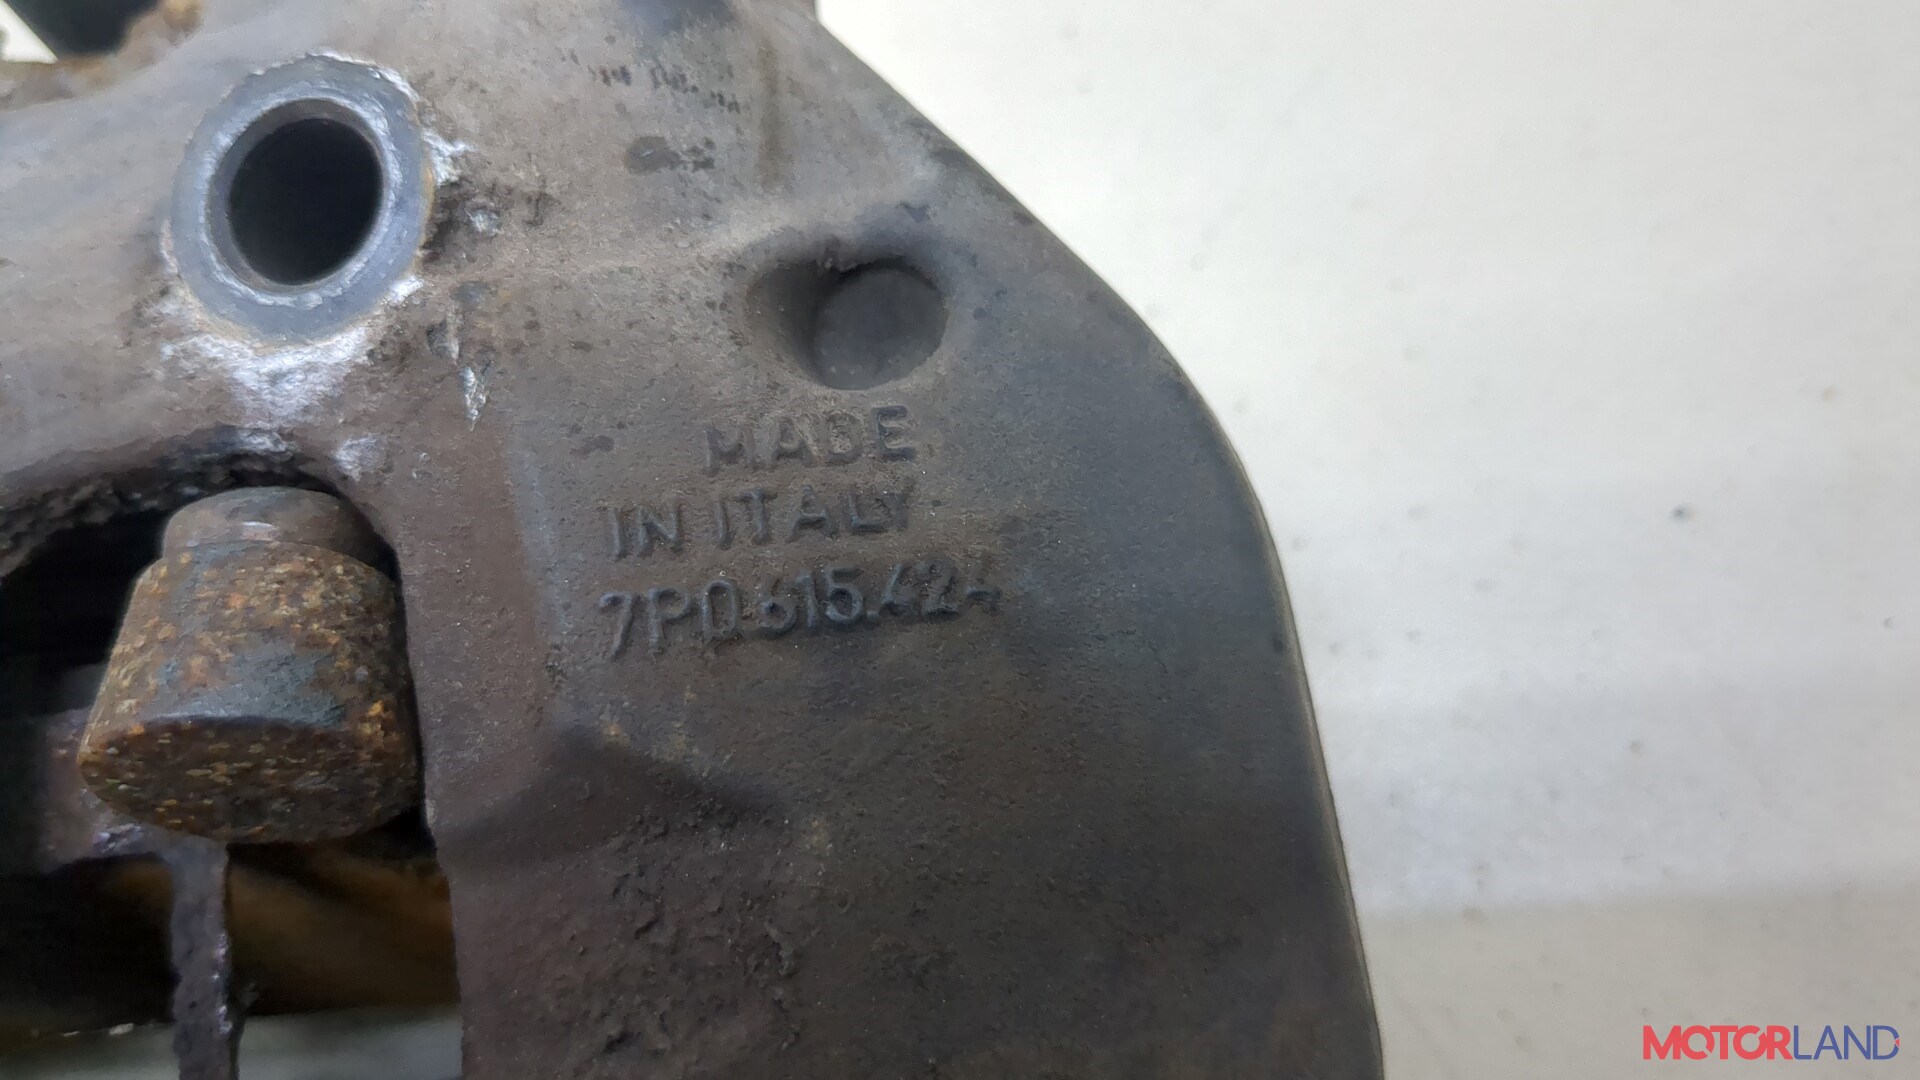 MADE
IN ITALY
7P0.615.424
MOTORLAND